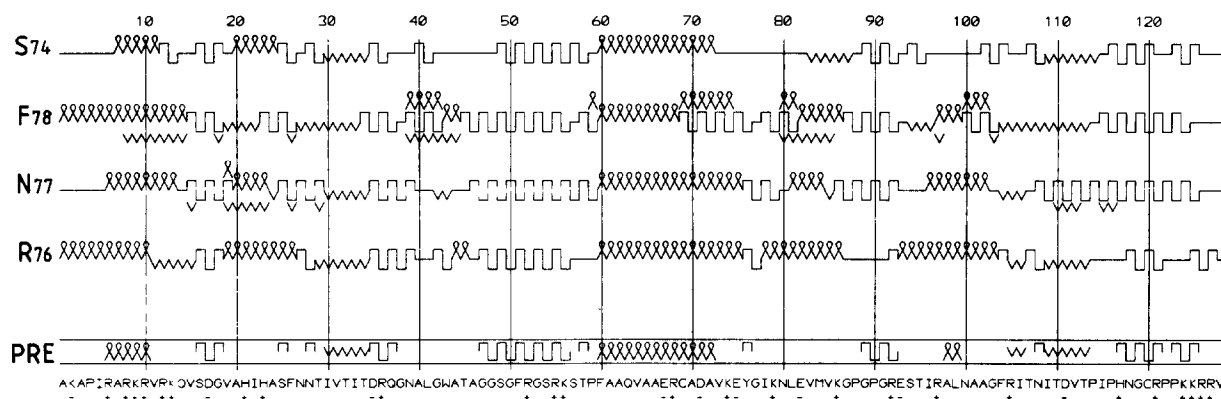 10 20 30 40 50 60 70 80 90 100 110 120
S74
F78
N77
R76
PRE
AKAPIRARKRVRKQVSDGVAHIHASFNNTIVTITDRQGNALGWATAGGSGFRGSRKSTPFAAQVAAERCADAVKEYGIKNLEVMVKGPGPGRESTIRALNAAGFRITNITDVTPIPHNGCRPPKKRRV